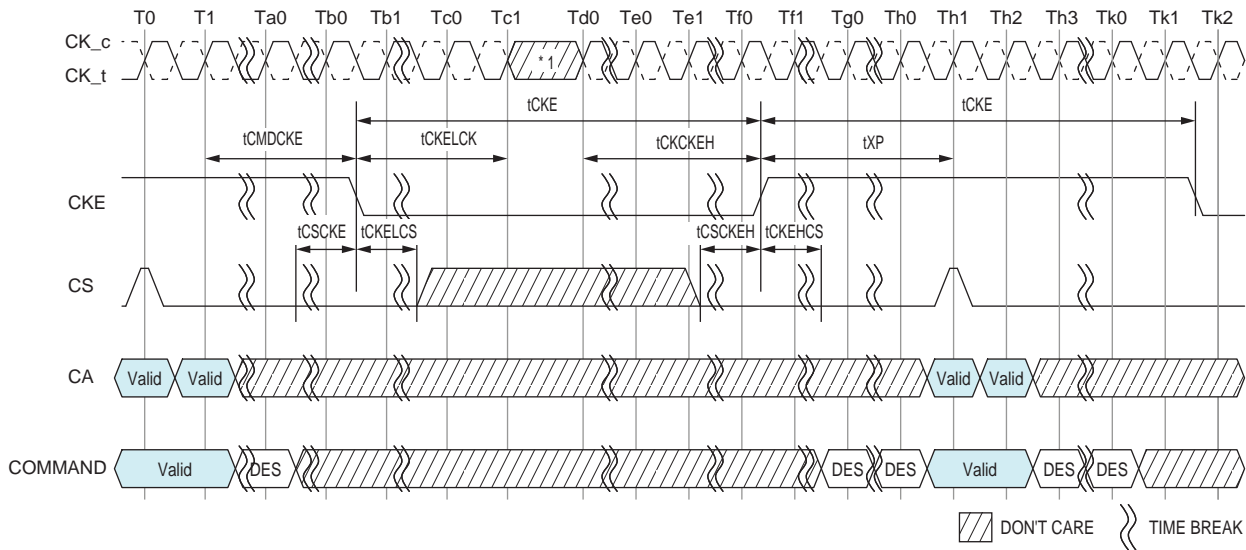 T0 T1 Ta0 Tb0 Tb1 Tc0 Tc1 Td0 Te0 Te1 Tf0 Tf1 Tg0 Th0 Th1 Th2 Th3 Tk0 Tk1 Tk2
CK_c
* 1
CK_t
tCKE tCKE
tCMDCKE tCKELCK tCKCKEH tXP
CKE
tCSCKE tCKELCS tCSCKEH tCKEHCS
CS
CA Valid Valid Valid Valid
COMMAND Valid DES DES DES Valid DES DES
DON'T CARE TIME BREAK